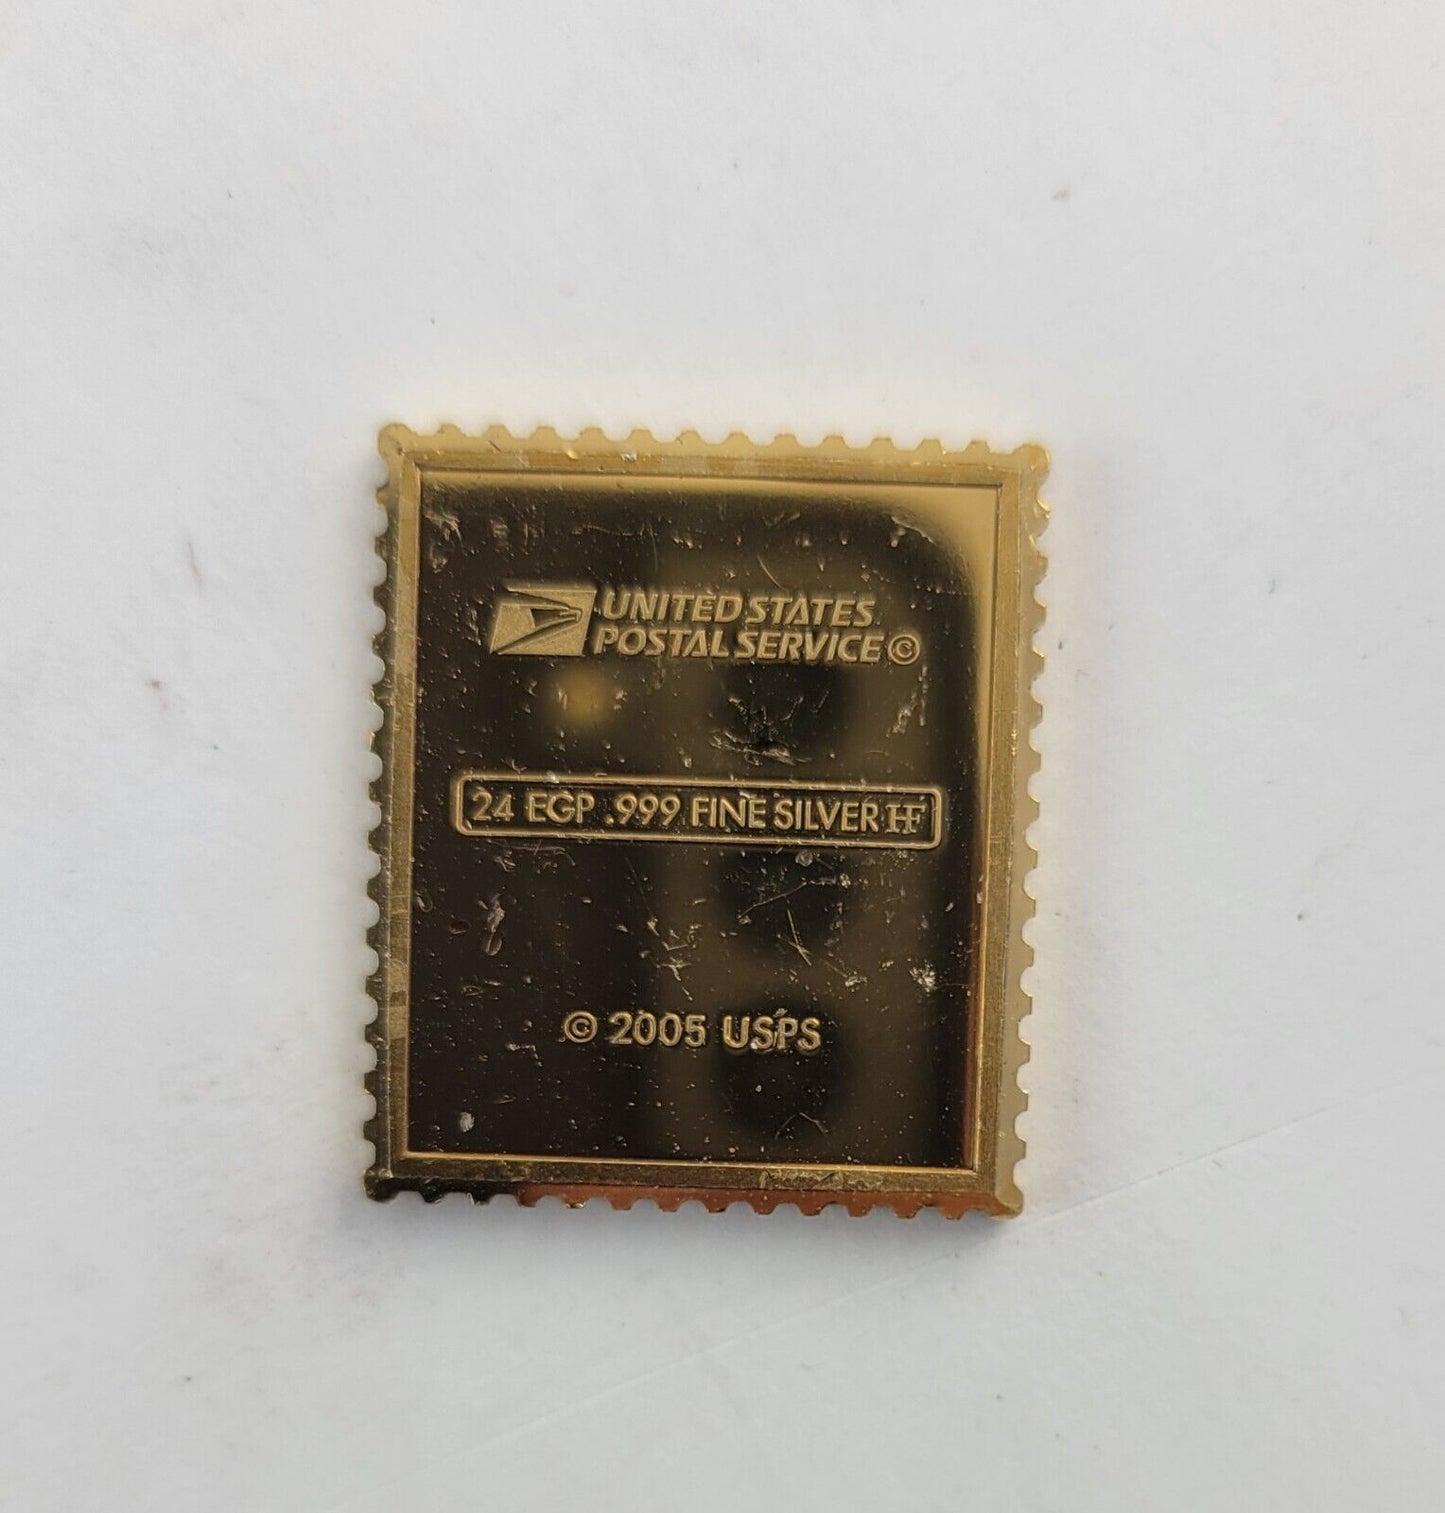 UNITED STATES
POSTAL SERVICE ©
24 EGP .999 FINE SILVER HF
© 2005 USPS